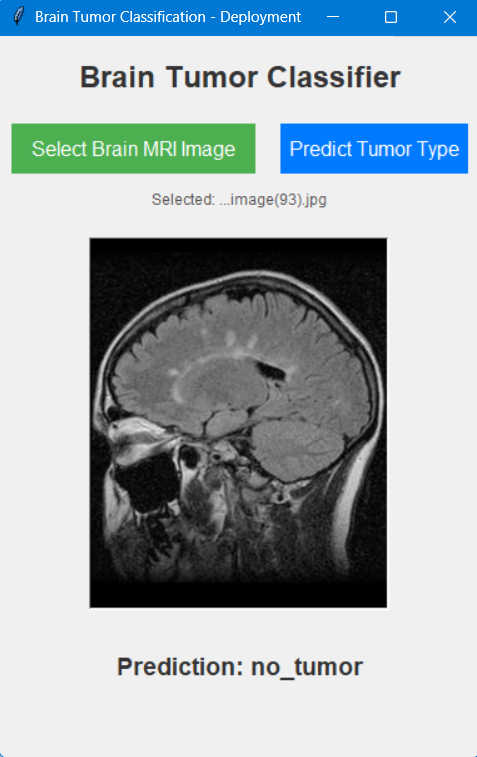 Brain Tumor Classification - Deployment
Brain Tumor Classifier
Select Brain MRI Image
Predict Tumor Type
Selected: ...image(93).jpg
Prediction: no_tumor